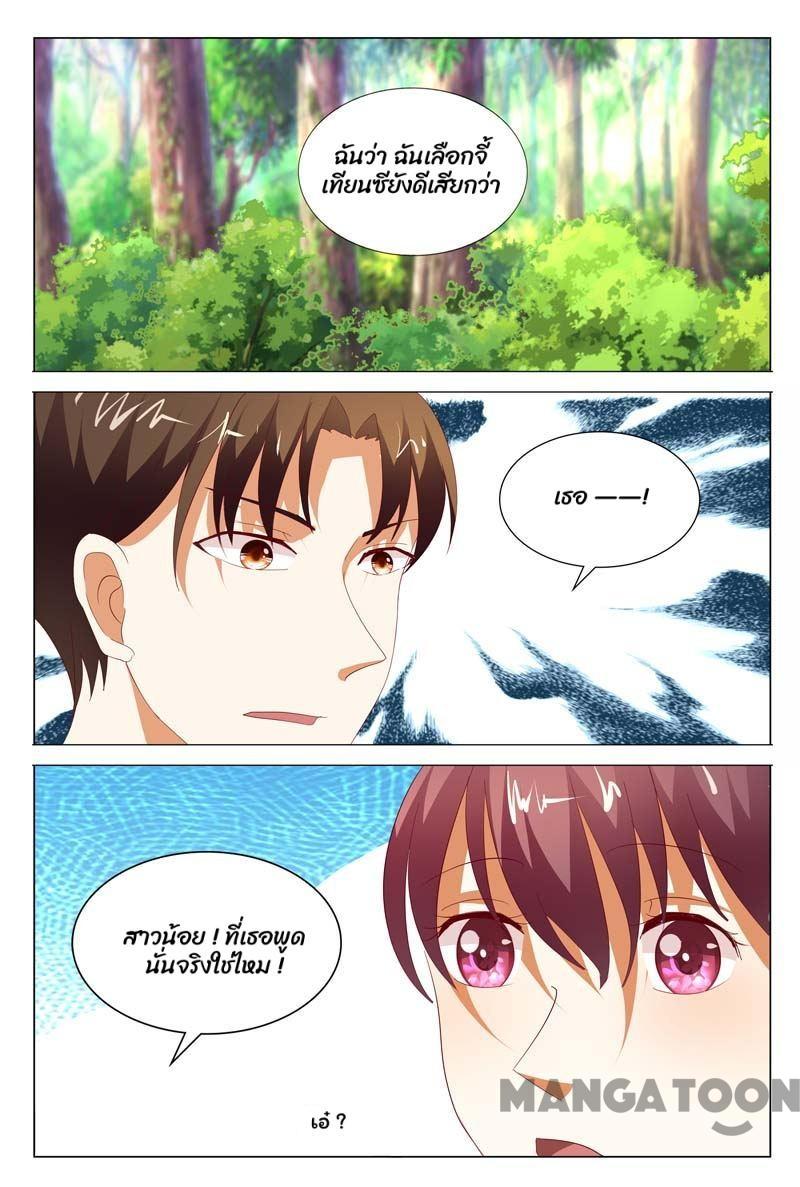 ฉันว่า ฉันเลือกจี้
เทียนซียังดีเสียกว่า
เธอ ——!
สาวน้อย ! ที่เธอพูด
นั่นจริงใช่ไหม !
เอ๋ ?
MANGATOON